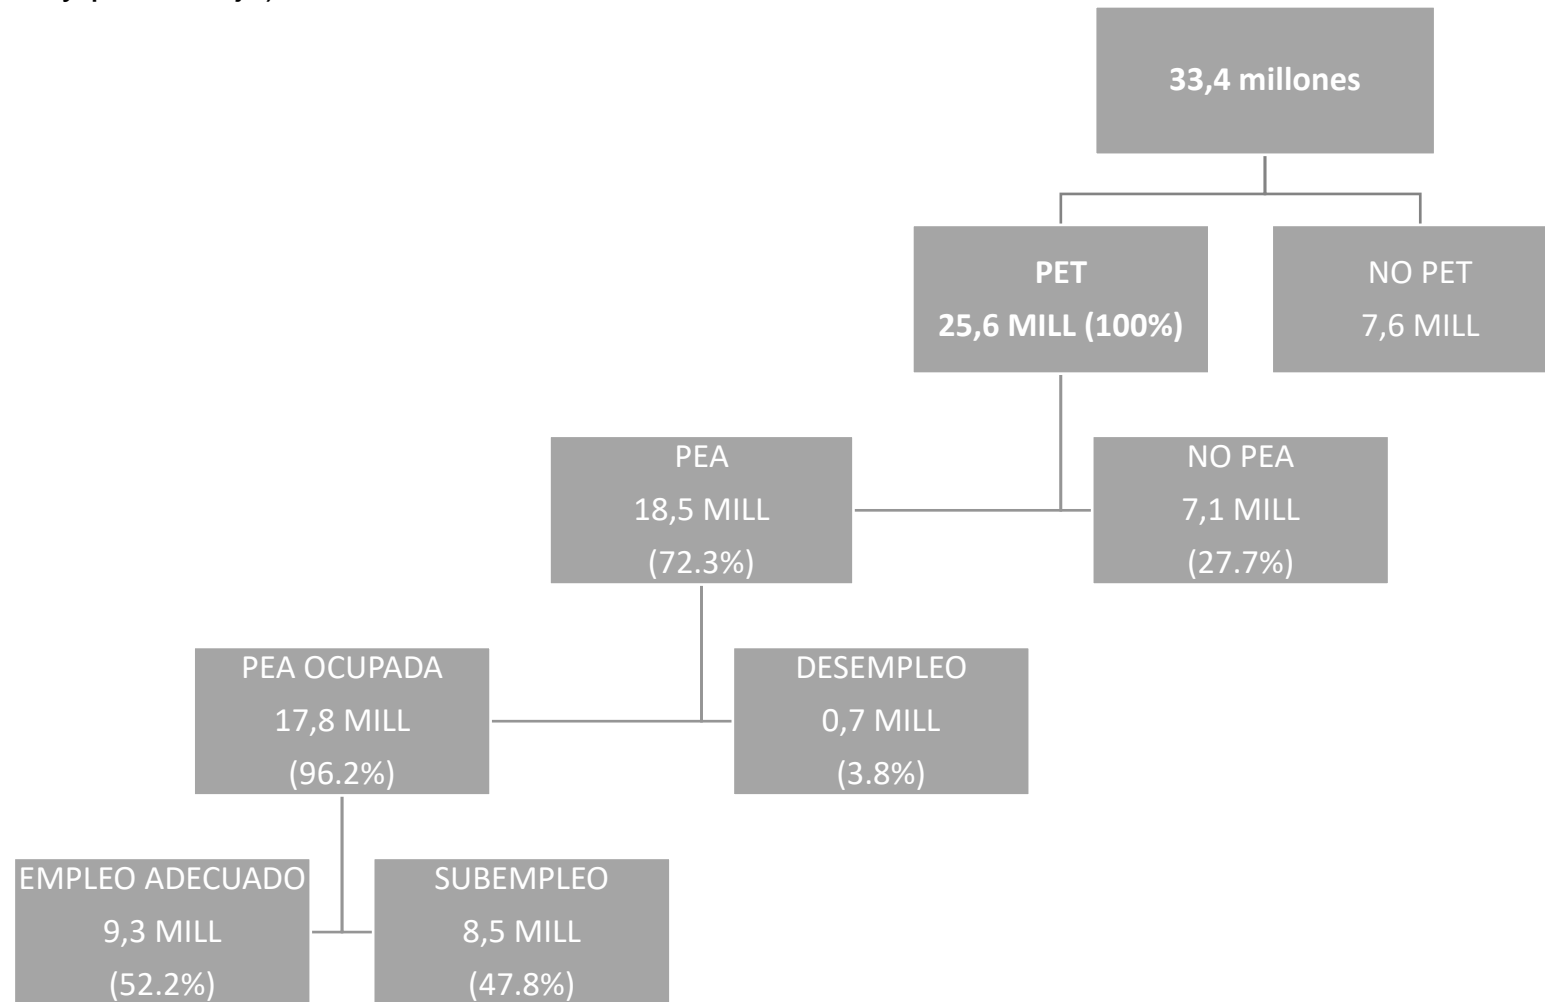 33,4 millones
PET
25,6 MILL (100%)
NO PET
7,6 MILL
PEA
18,5 MILL
(72.3%)
NO PEA
7,1 MILL
(27.7%)
PEA OCUPADA
17,8 MILL
(96.2%)
DESEMPLEO
0,7 MILL
(3.8%)
EMPLEO ADECUADO
9,3 MILL
(52.2%)
SUBEMPLEO
8,5 MILL
(47.8%)